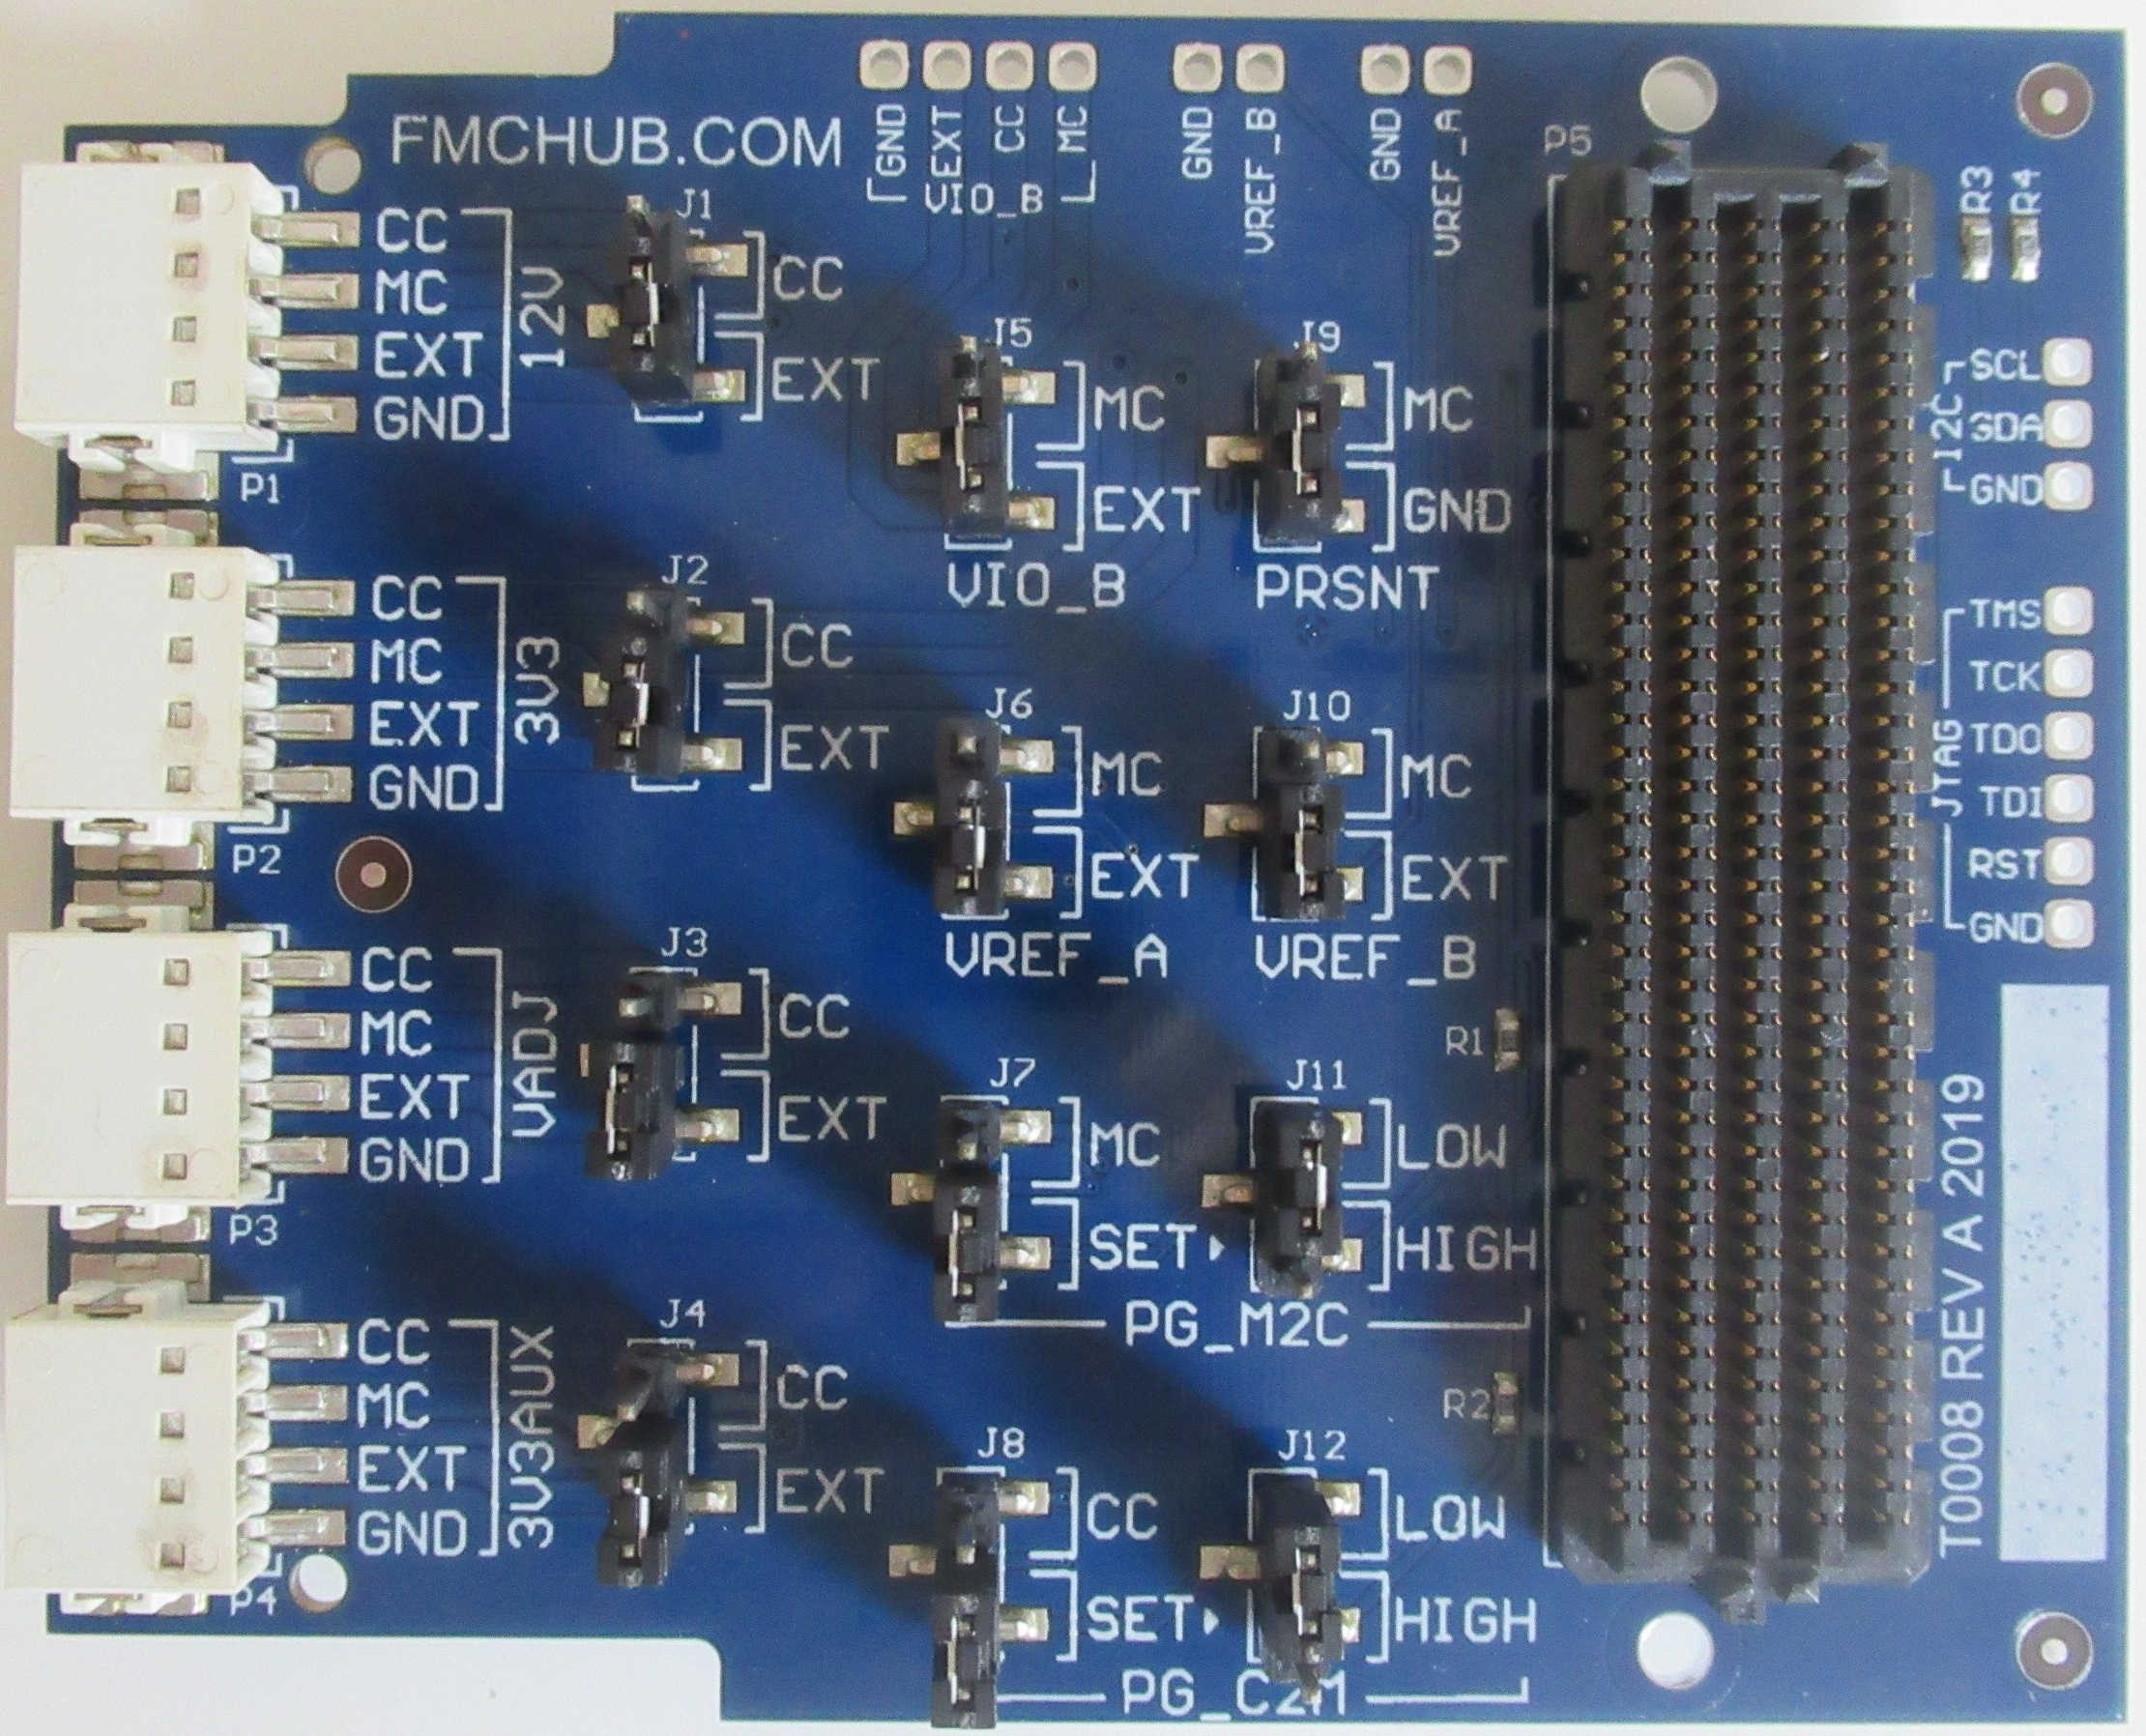 FMCHUB.COM
GND
EXT
CC
MC
VIO_B
GND
VREF_B
GND
VREF_A
P5
R3
R4
CC
MC
EXT
GND
12V
P1
J1
CC
EXT
J5
MC
EXT
VIO_B
J9
MC
GND
PRSNT
SCL
SDA
GND
I2C
CC
MC
EXT
GND
3V3
P2
J2
CC
EXT
J6
MC
EXT
VREF_A
J10
MC
EXT
VREF_B
TMS
TCK
TDO
TDI
RST
GND
JTAG
CC
MC
EXT
GND
VADJ
P3
J3
CC
EXT
J7
MC
SET
J11
LOW
HIGH
PG_M2C
R1
CC
MC
EXT
GND
3V3AUX
P4
J4
CC
EXT
J8
CC
SET
J12
LOW
HIGH
PG_C2M
R2
T0008 REV A 2019